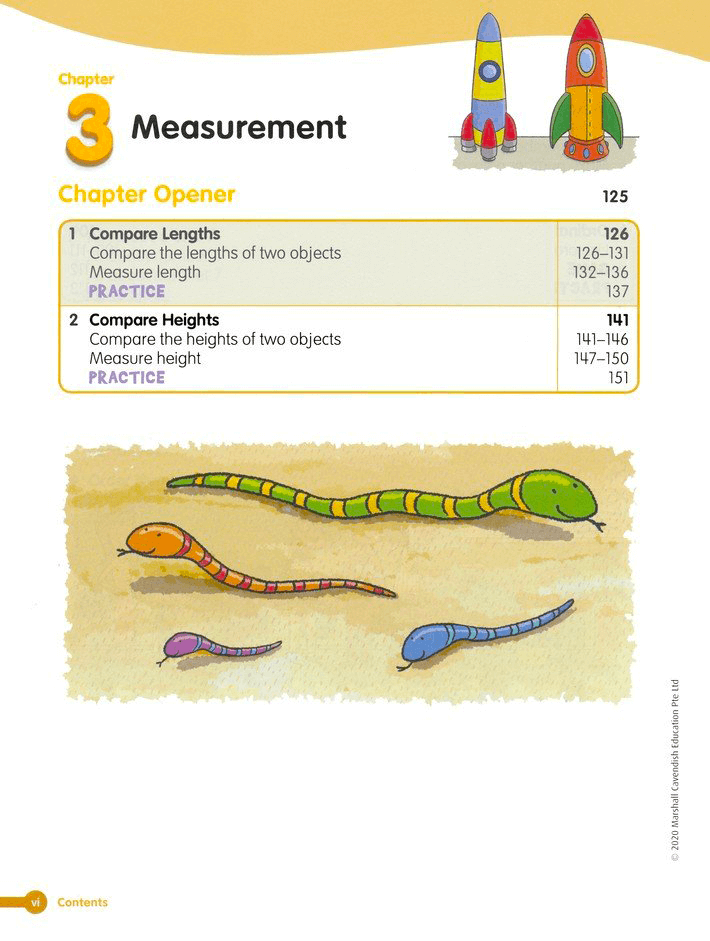 Chapter
3 Measurement
Chapter Opener 125
1 Compare Lengths 126
Compare the lengths of two objects 126–131
Measure length 132–136
PRACTICE 137
2 Compare Heights 141
Compare the heights of two objects 141–146
Measure height 147–150
PRACTICE 151
© 2020 Marshall Cavendish Education Pte Ltd
vi Contents